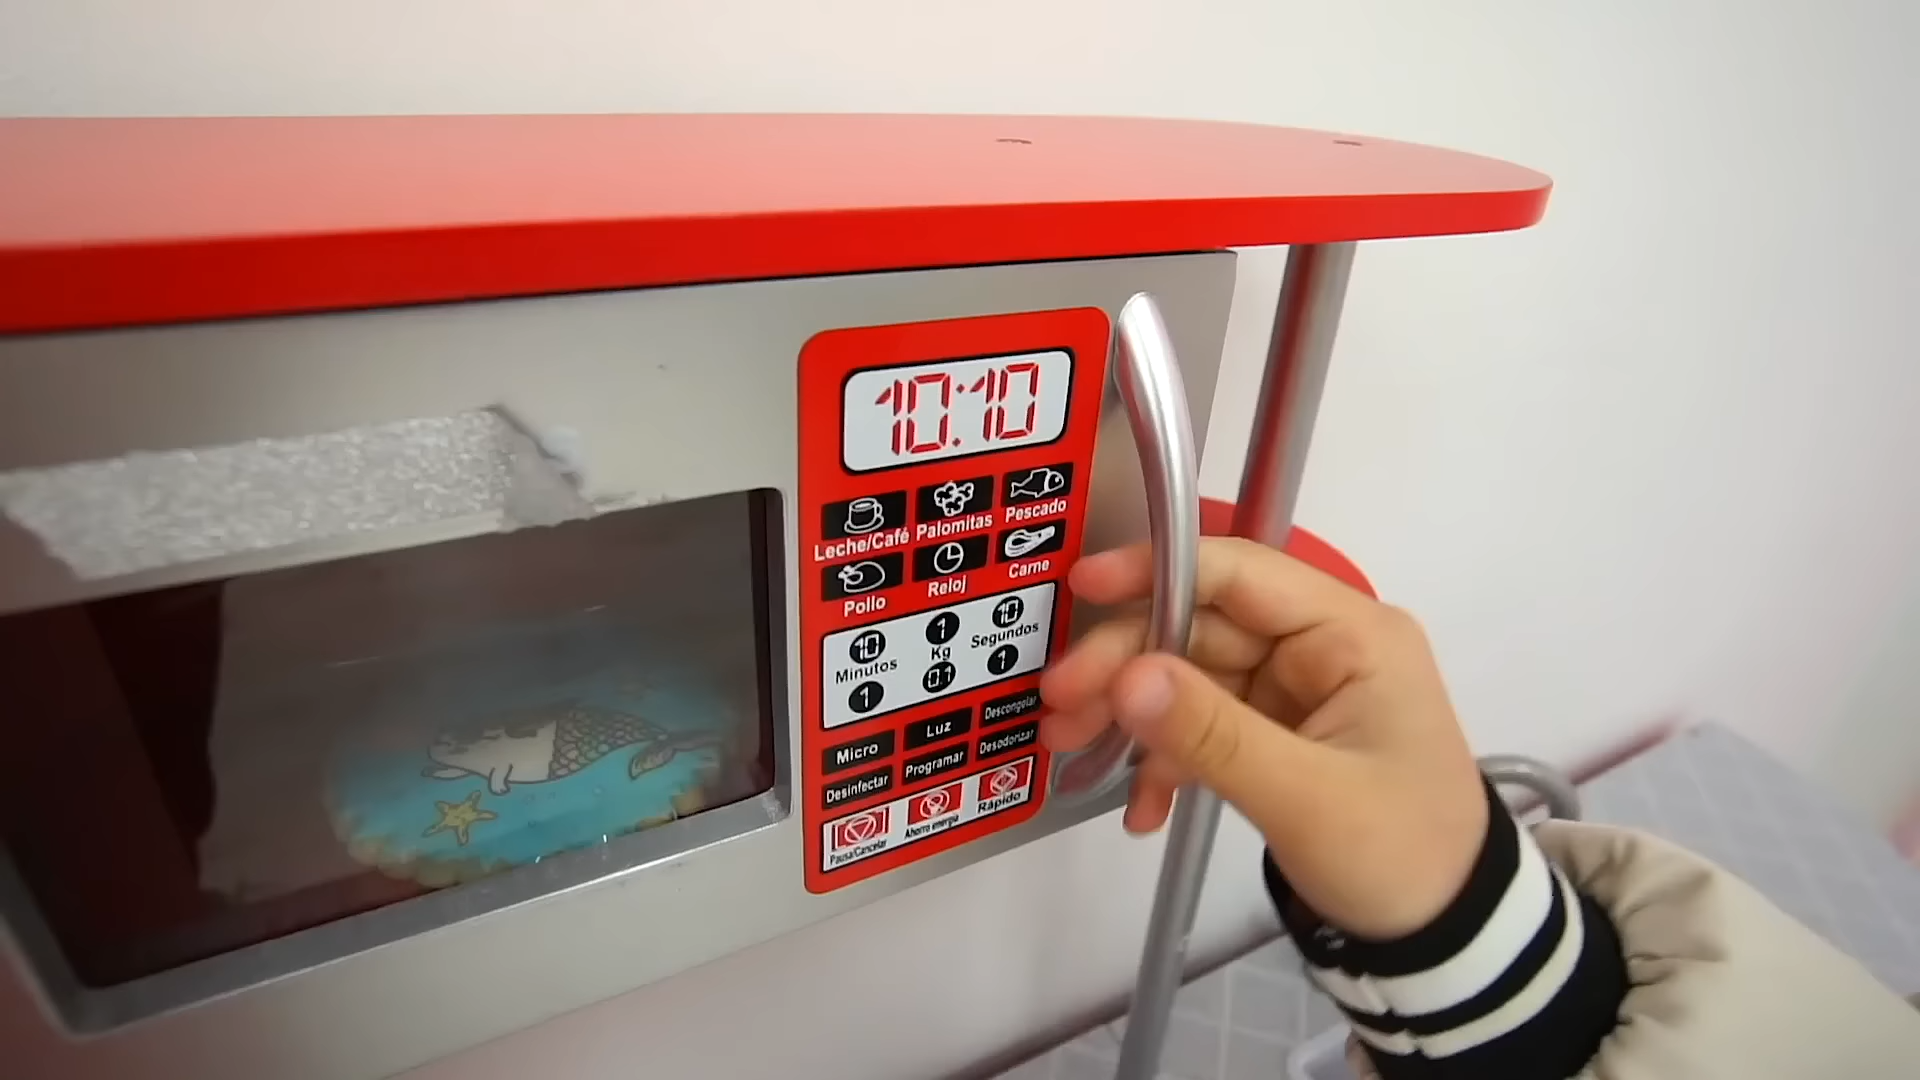 10:10
Leche/Café Palomitas Pescado
Pollo Reloj Carne
10 1 10
Minutos Kg Segundos
1 0.1 1
Micro Luz Descongelar
Desinfectar Programar Desodorizar
Pausa/Cancelar Ahorro energia Rápido